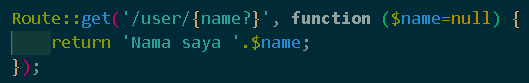 Route::get('/user/{name?}', function ($name=null) {
    return 'Nama saya '.$name;
});